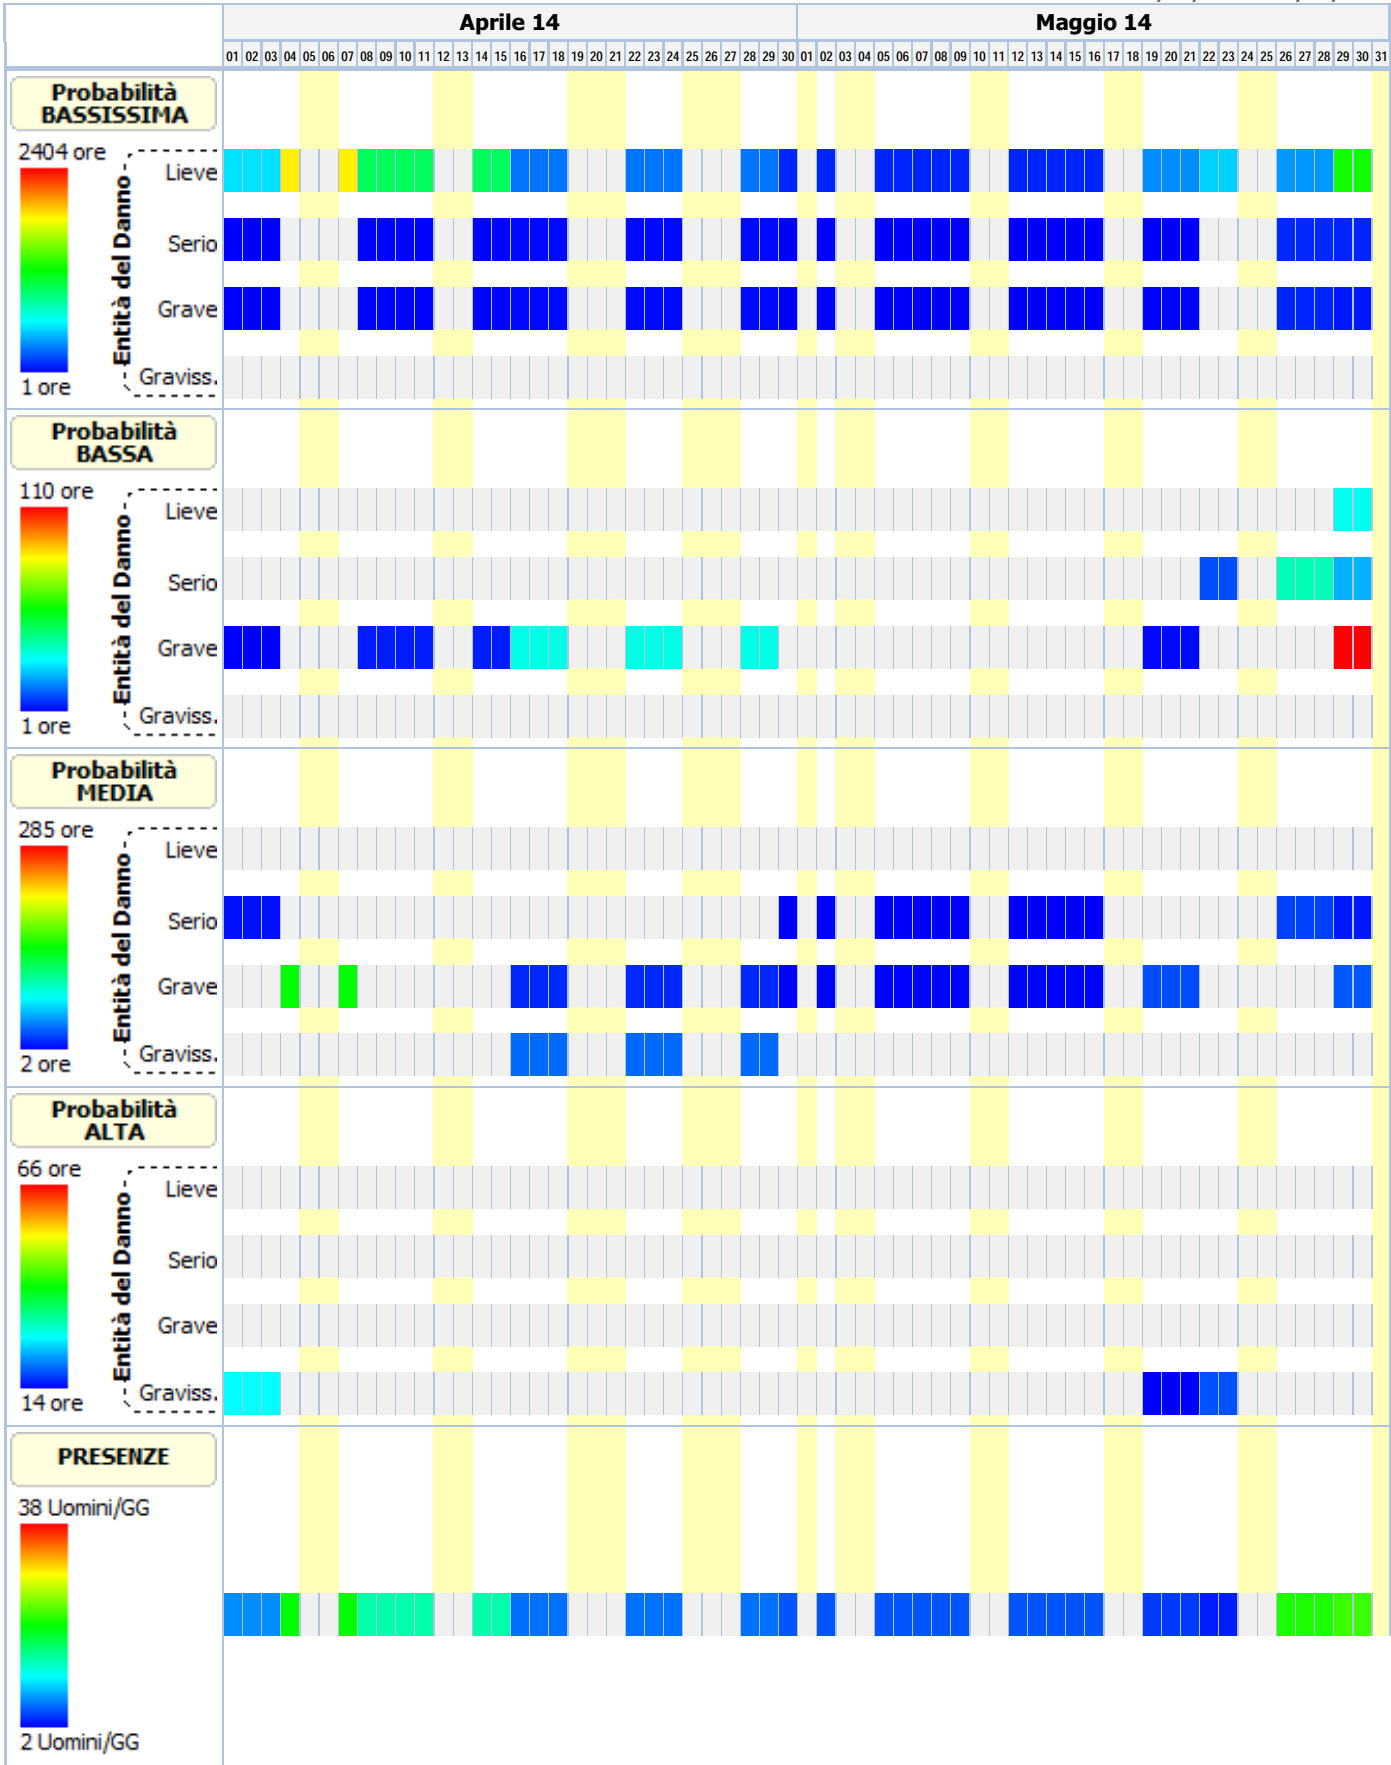 Aprile 14 Maggio 14
01 02 03 04 05 06 07 08 09 10 11 12 13 14 15 16 17 18 19 20 21 22 23 24 25 26 27 28 29 30 01 02 03 04 05 06 07 08 09 10 11 12 13 14 15 16 17 18 19 20 21 22 23 24 25 26 27 28 29 30 31
Probabilità
BASSISSIMA
2404 ore
Entità del Danno
Lieve
Serio
Grave
Graviss.
1 ore
Probabilità
BASSA
110 ore
Entità del Danno
Lieve
Serio
Grave
Graviss.
1 ore
Probabilità
MEDIA
285 ore
Entità del Danno
Lieve
Serio
Grave
Graviss.
2 ore
Probabilità
ALTA
66 ore
Entità del Danno
Lieve
Serio
Grave
Graviss.
14 ore
PRESENZE
38 Uomini/GG
2 Uomini/GG